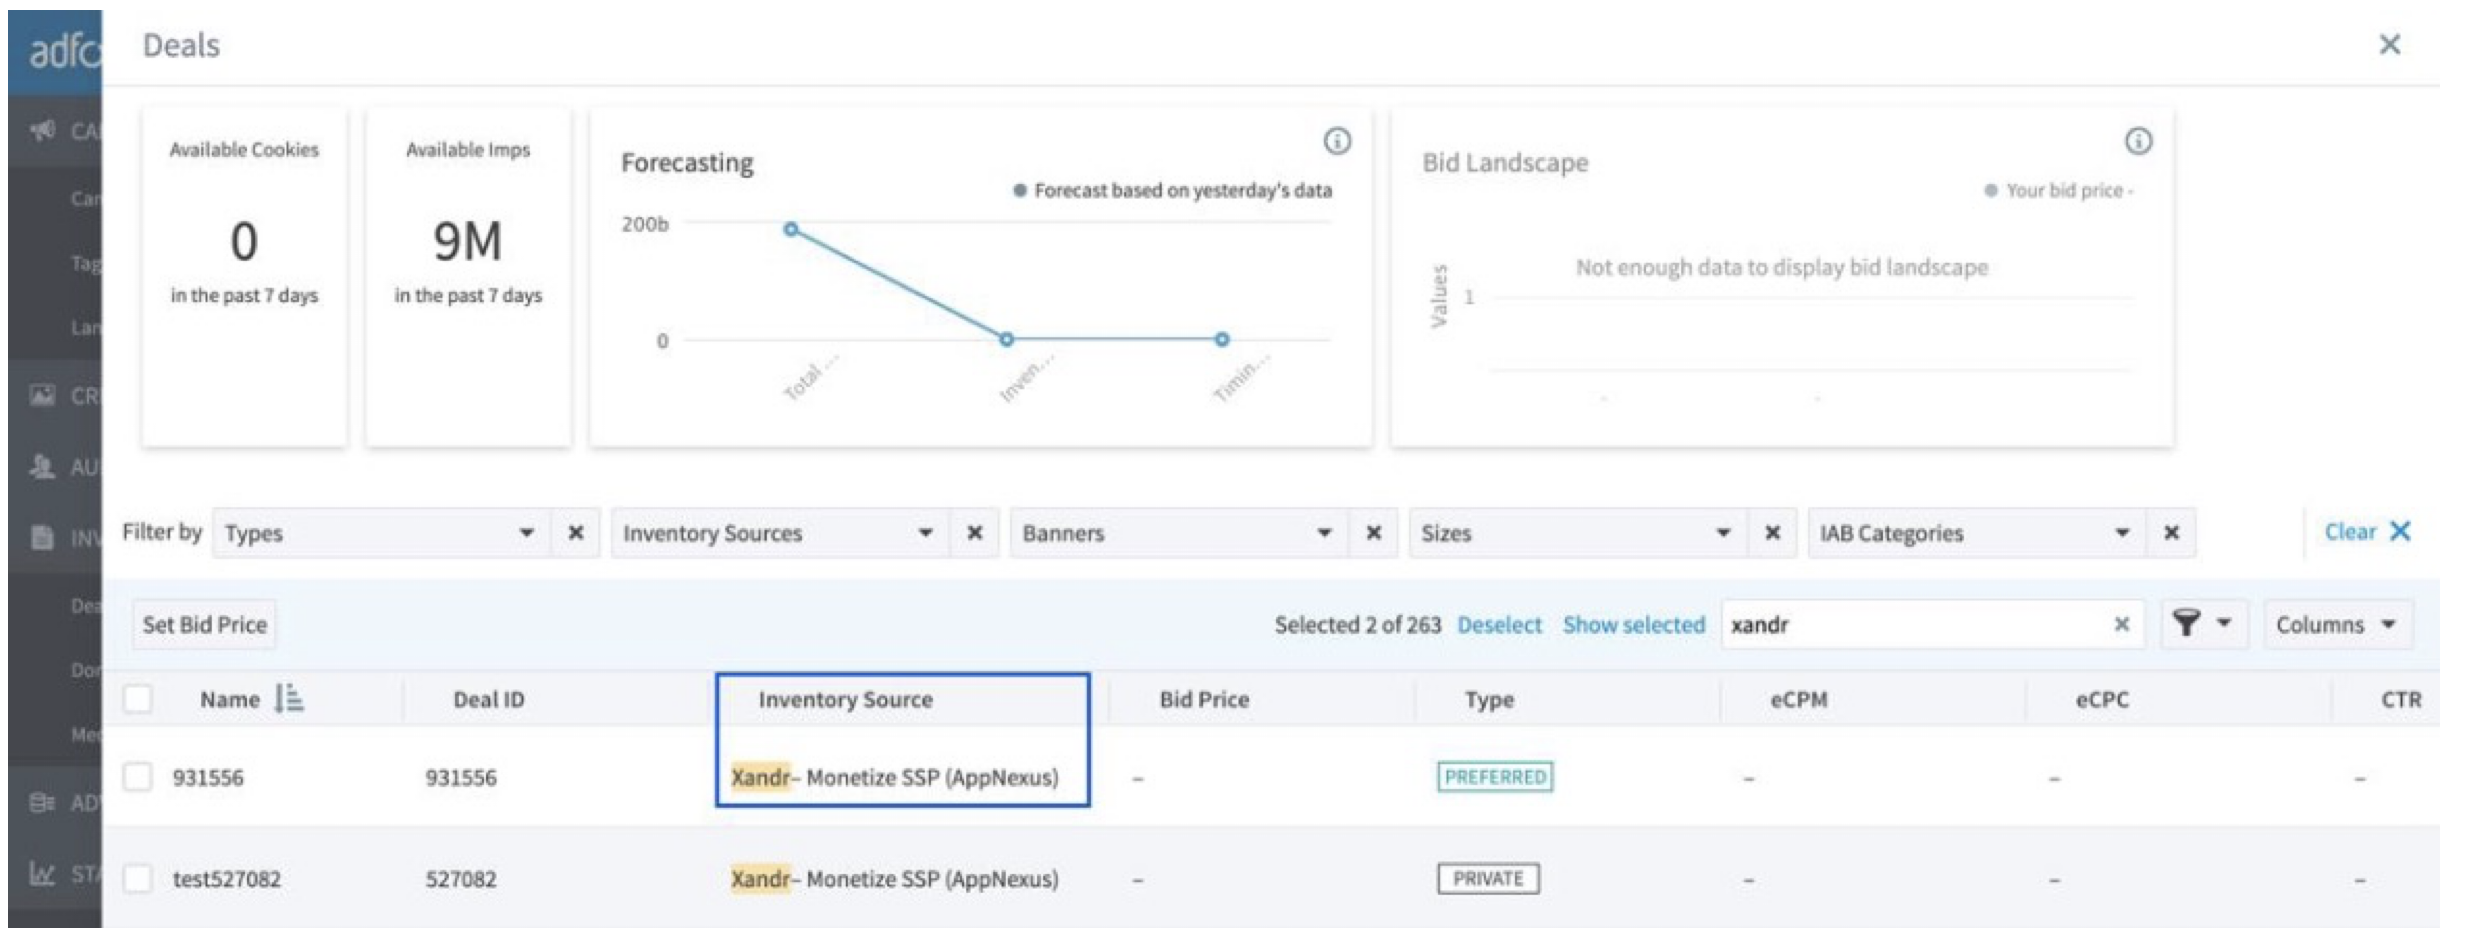 adfo
Deals
CA
Can
Tag
Lan
CR
AU
INV
Dea
Dor
Med
AD
STA
Available Cookies
0
in the past 7 days
Available Imps
9M
in the past 7 days
Forecasting
Forecast based on yesterday's data
200b
0
Total ...
Inven...
Timin...
Bid Landscape
Your bid price -
Not enough data to display bid landscape
Values
1
Filter by Types Inventory Sources Banners Sizes IAB Categories Clear
Set Bid Price Selected 2 of 263 Deselect Show selected xandr Columns
Name Deal ID Inventory Source Bid Price Type eCPM eCPC CTR
931556 931556 Xandr– Monetize SSP (AppNexus) – PREFERRED – – –
test527082 527082 Xandr– Monetize SSP (AppNexus) – PRIVATE – – –